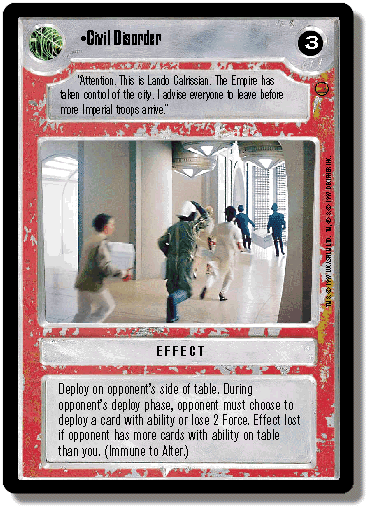 •Civil Disorder
3
"Attention. This is Lando Calrissian. The Empire has
taken control of the city. I advise everyone to leave before
more Imperial troops arrive."
EFFECT
Deploy on opponent's side of table. During
opponent's deploy phase, opponent must choose to
deploy a card with ability or lose 2 Force. Effect lost
if opponent has more cards with ability on table
than you. (Immune to Alter.)